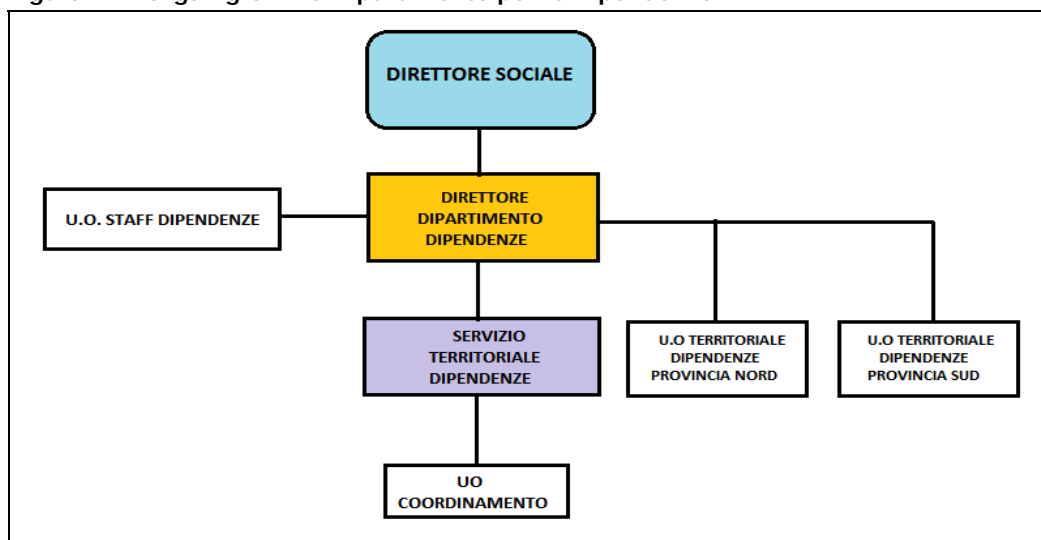 DIRETTORE SOCIALE
U.O. STAFF DIPENDENZE
DIRETTORE
DIPARTIMENTO
DIPENDENZE
SERVIZIO
TERRITORIALE
DIPENDENZE
U.O TERRITORIALE
DIPENDENZE
PROVINCIA NORD
U.O TERRITORIALE
DIPENDENZE
PROVINCIA SUD
UO
COORDINAMENTO